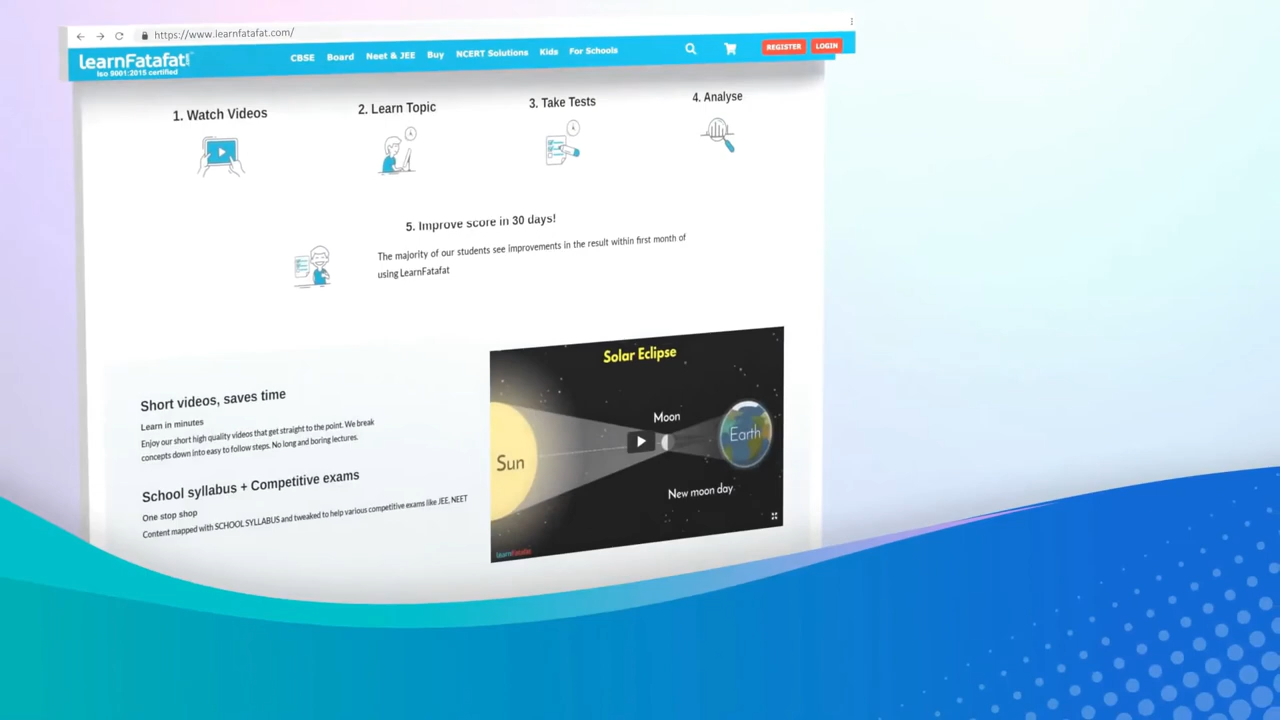 https://www.learnfatafat.com/
learnFatafat!
Iso 9001:2015 certified
CBSE Board Neet & JEE Buy NCERT Solutions Kids For Schools REGISTER LOGIN
1. Watch Videos
2. Learn Topic
3. Take Tests
4. Analyse
5. Improve score in 30 days!
The majority of our students see improvements in the result within first month of
using LearnFatafat
Short videos, saves time
Learn in minutes
Enjoy our short high quality videos that get straight to the point. We break
concepts down into easy to follow steps. No long and boring lectures.
School syllabus + Competitive exams
One stop shop
Content mapped with SCHOOL SYLLABUS and tweaked to help various competitive exams like JEE, NEET
Solar Eclipse
Moon
Earth
Sun
New moon day
learnFatafat